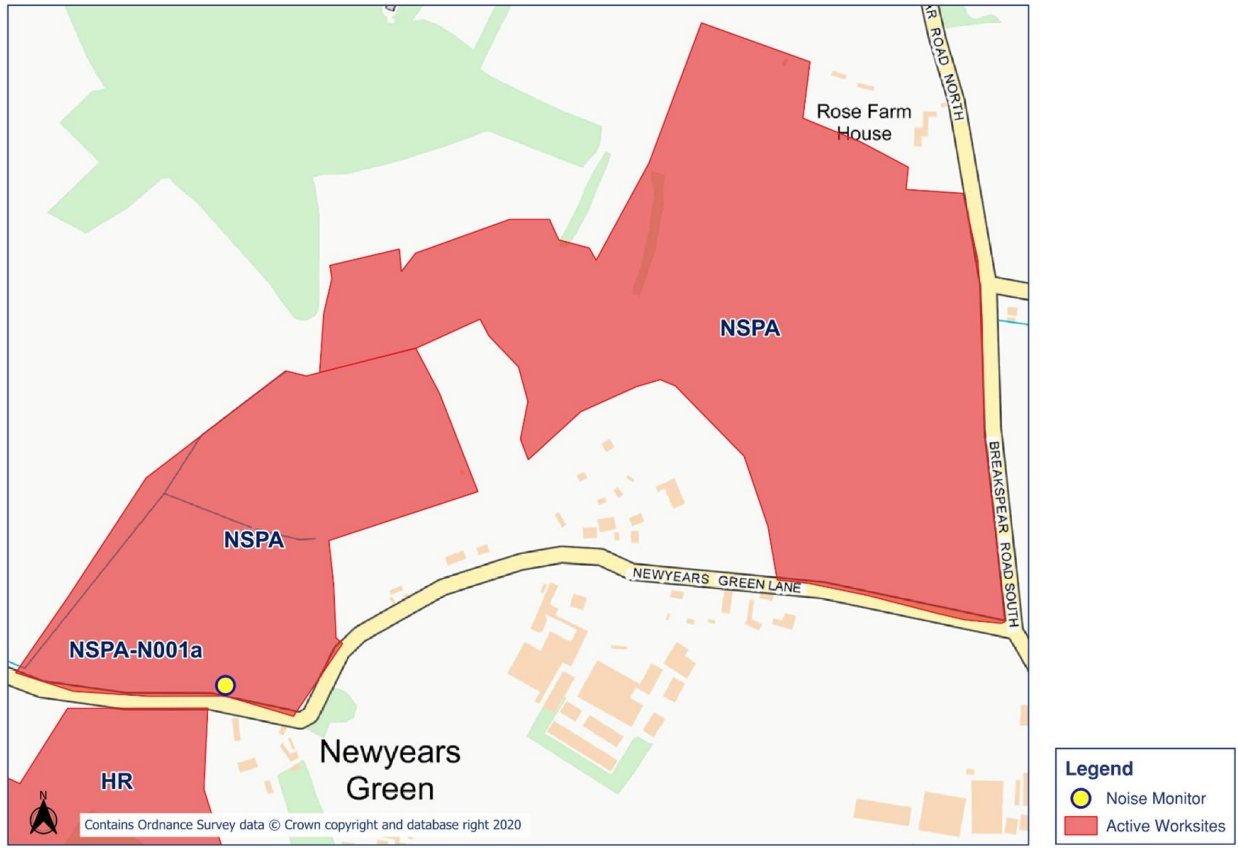 AR ROAD NORTH
Rose Farm
House
NSPA
BREAKSPEAR ROAD SOUTH
NSPA
NEWYEARS GREEN LANE
NSPA-N001a
Newyears
Green
HR
N
Contains Ordnance Survey data © Crown copyright and database right 2020
Legend
Noise Monitor
Active Worksites